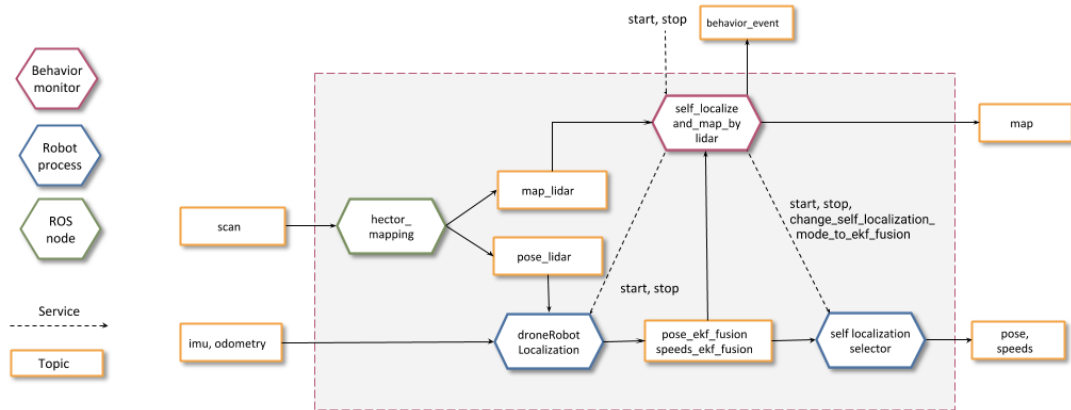 Behavior
monitor
Robot
process
ROS
node
Service
Topic
start, stop
behavior_event
self_localize
and_map_by
lidar
map
map_lidar
hector_
mapping
scan
pose_lidar
start, stop,
change_self_localization_
mode_to_ekf_fusion
start, stop
imu, odometry
droneRobot
Localization
pose_ekf_fusion
speeds_ekf_fusion
self localization
selector
pose,
speeds